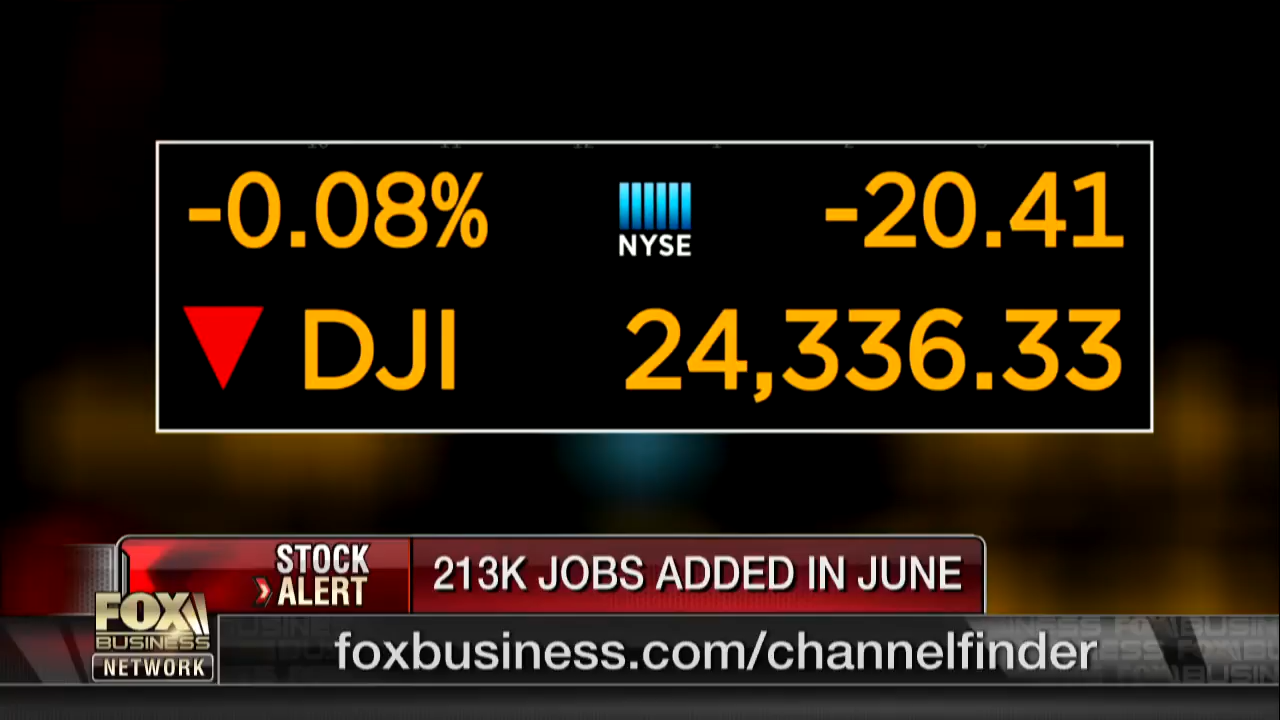 -0.08%
NYSE
-20.41
DJI
24,336.33
STOCK
ALERT
213K JOBS ADDED IN JUNE
FOX
BUSINESS
NETWORK
foxbusiness.com/channelfinder